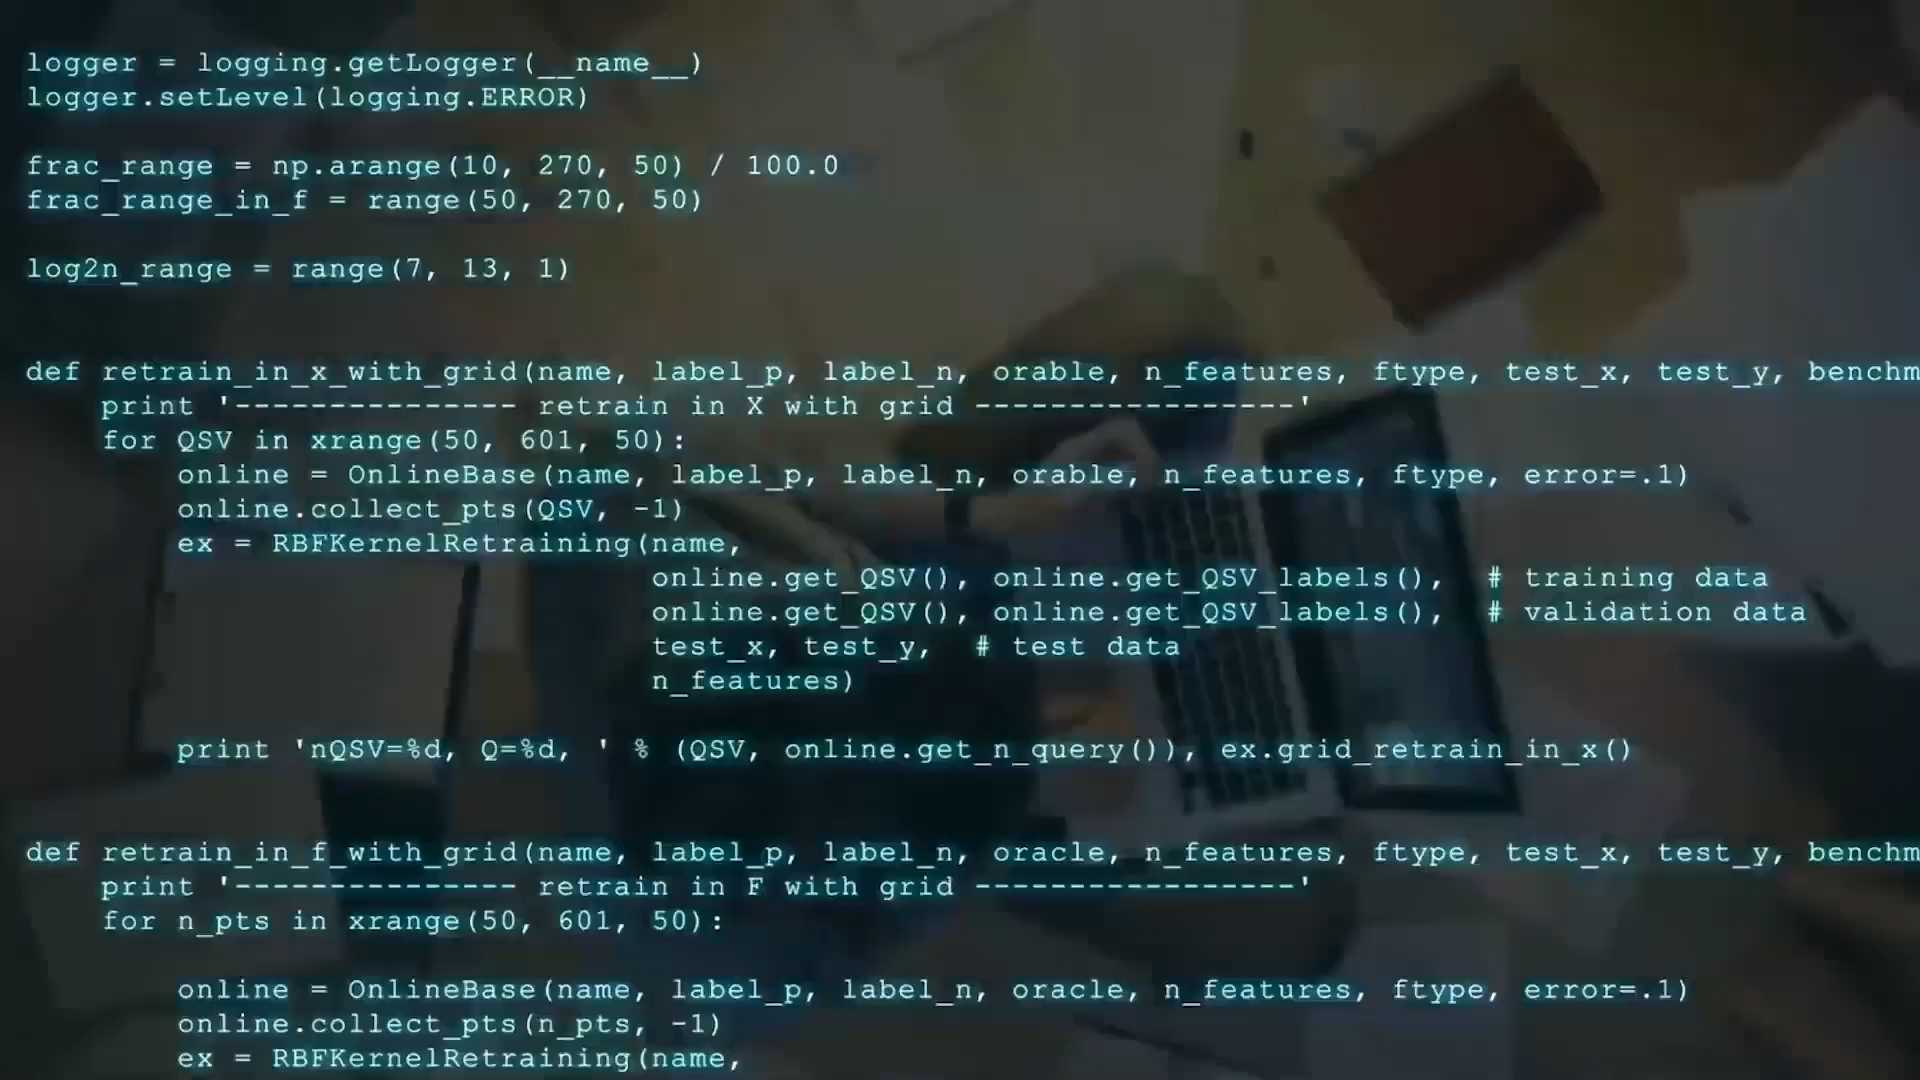 logger = logging.getLogger(__name__)
logger.setLevel(logging.ERROR)
frac_range = np.arange(10, 270, 50) / 100.0
frac_range_in_f = range(50, 270, 50)
log2n_range = range(7, 13, 1)
def retrain_in_x_with_grid(name, label_p, label_n, orable, n_features, ftype, test_x, test_y, benchm
print '--------------- retrain in X with grid -----------------'
for QSV in xrange(50, 601, 50):
online = OnlineBase(name, label_p, label_n, orable, n_features, ftype, error=.1)
online.collect_pts(QSV, -1)
ex = RBFKernelRetraining(name,
online.get_QSV(), online.get_QSV_labels(),  # training data
online.get_QSV(), online.get_QSV_labels(),  # validation data
test_x, test_y,  # test data
n_features)
print 'nQSV=%d, Q=%d, ' % (QSV, online.get_n_query()), ex.grid_retrain_in_x()
def retrain_in_f_with_grid(name, label_p, label_n, oracle, n_features, ftype, test_x, test_y, benchm
print '--------------- retrain in F with grid -----------------'
for n_pts in xrange(50, 601, 50):
online = OnlineBase(name, label_p, label_n, oracle, n_features, ftype, error=.1)
online.collect_pts(n_pts, -1)
ex = RBFKernelRetraining(name,